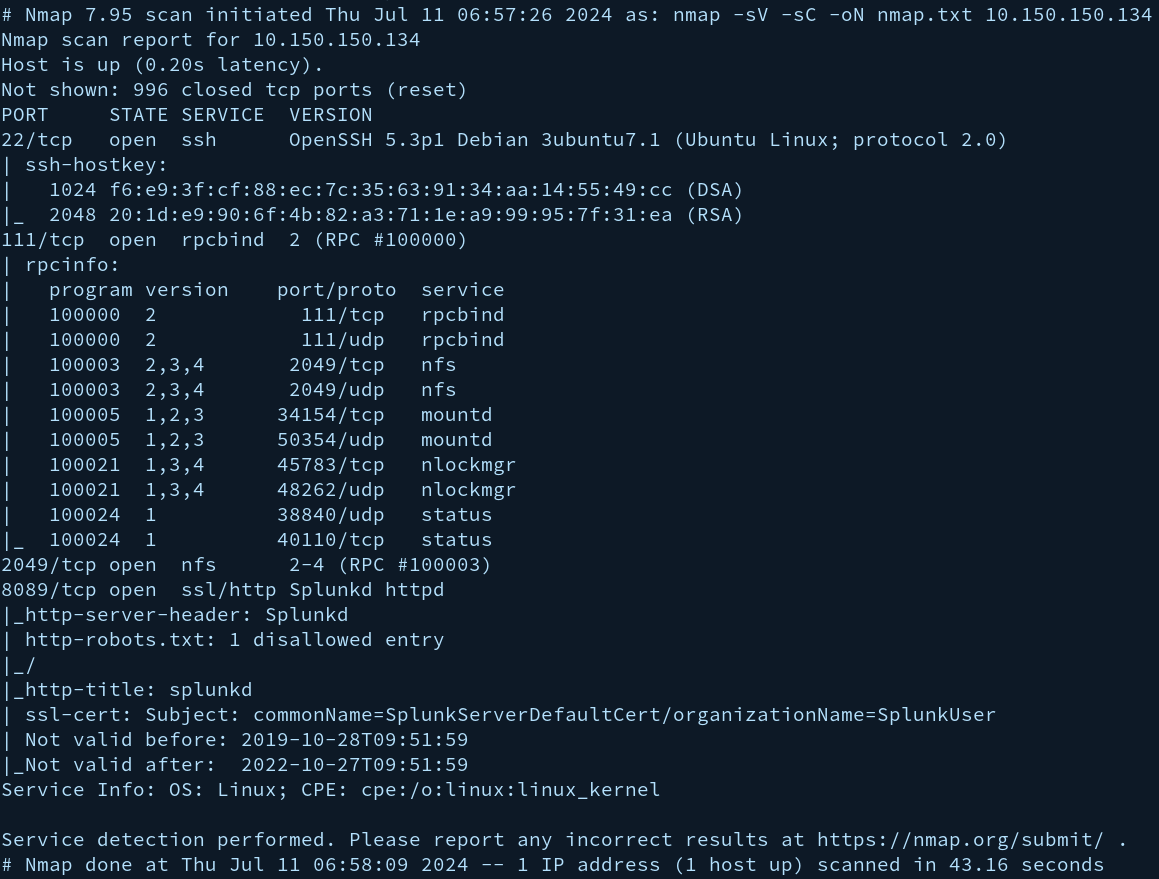 # Nmap 7.95 scan initiated Thu Jul 11 06:57:26 2024 as: nmap -sV -sC -oN nmap.txt 10.150.150.134
Nmap scan report for 10.150.150.134
Host is up (0.20s latency).
Not shown: 996 closed tcp ports (reset)
PORT     STATE SERVICE  VERSION
22/tcp   open  ssh      OpenSSH 5.3p1 Debian 3ubuntu7.1 (Ubuntu Linux; protocol 2.0)
| ssh-hostkey:
|   1024 f6:e9:3f:cf:88:ec:7c:35:63:91:34:aa:14:55:49:cc (DSA)
|_  2048 20:1d:e9:90:6f:4b:82:a3:71:1e:a9:99:95:7f:31:ea (RSA)
111/tcp  open  rpcbind  2 (RPC #100000)
| rpcinfo:
|   program version    port/proto  service
|   100000  2            111/tcp   rpcbind
|   100000  2            111/udp   rpcbind
|   100003  2,3,4       2049/tcp   nfs
|   100003  2,3,4       2049/udp   nfs
|   100005  1,2,3      34154/tcp   mountd
|   100005  1,2,3      50354/udp   mountd
|   100021  1,3,4      45783/tcp   nlockmgr
|   100021  1,3,4      48262/udp   nlockmgr
|   100024  1          38840/udp   status
|_  100024  1          40110/tcp   status
2049/tcp open  nfs      2-4 (RPC #100003)
8089/tcp open  ssl/http Splunkd httpd
|_http-server-header: Splunkd
| http-robots.txt: 1 disallowed entry
|_/
|_http-title: splunkd
| ssl-cert: Subject: commonName=SplunkServerDefaultCert/organizationName=SplunkUser
| Not valid before: 2019-10-28T09:51:59
|_Not valid after:  2022-10-27T09:51:59
Service Info: OS: Linux; CPE: cpe:/o:linux:linux_kernel

Service detection performed. Please report any incorrect results at https://nmap.org/submit/ .
# Nmap done at Thu Jul 11 06:58:09 2024 -- 1 IP address (1 host up) scanned in 43.16 seconds